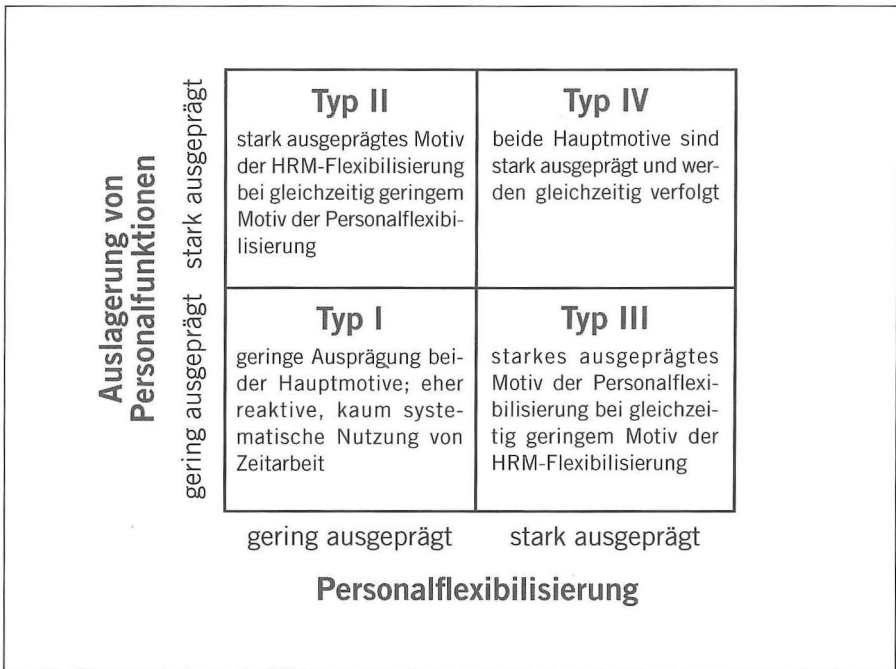 Auslagerung von
Personalfunktionen
stark ausgeprägt
gering ausgeprägt
Typ II
stark ausgeprägtes Motiv
der HRM-Flexibilisierung
bei gleichzeitig geringem
Motiv der Personalflexibi-
lisierung
Typ IV
beide Hauptmotive sind
stark ausgeprägt und wer-
den gleichzeitig verfolgt
Typ I
geringe Ausprägung bei-
der Hauptmotive; eher
reaktive, kaum syste-
matische Nutzung von
Zeitarbeit
Typ III
starkes ausgeprägtes
Motiv der Personalflexi-
bilisierung bei gleichzei-
tig geringem Motiv der
HRM-Flexibilisierung
gering ausgeprägt
stark ausgeprägt
Personalflexibilisierung